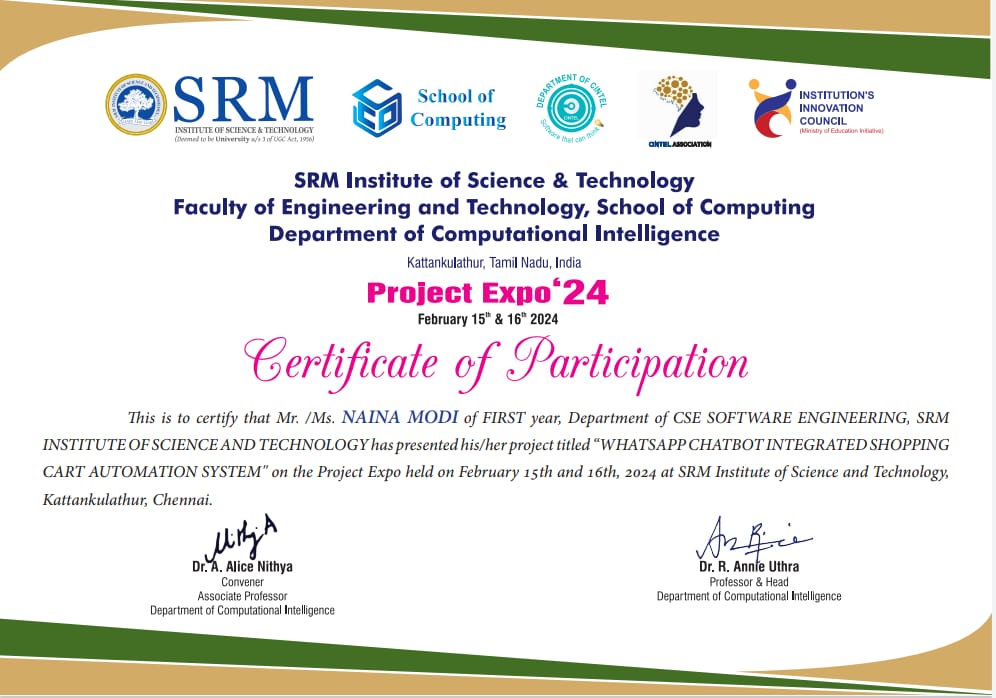 SRM
INSTITUTE OF SCIENCE & TECHNOLOGY
(Deemed to be University u/s 3 of UGC Act, 1956)
School of
Computing
DEPARTMENT OF CINTEL
CINTEL
Software that can think
CINTEL ASSOCIATION
INSTITUTION'S
INNOVATION
COUNCIL
(Ministry of Education Initiative)
SRM Institute of Science & Technology
Faculty of Engineering and Technology, School of Computing
Department of Computational Intelligence
Kattankulathur, Tamil Nadu, India
Project Expo‘24
February 15th & 16th 2024
Certificate of Participation
This is to certify that Mr. /Ms. NAINA MODI of FIRST year, Department of CSE SOFTWARE ENGINEERING, SRM
INSTITUTE OF SCIENCE AND TECHNOLOGY has presented his/her project titled “WHATSAPP CHATBOT INTEGRATED SHOPPING
CART AUTOMATION SYSTEM” on the Project Expo held on February 15th and 16th, 2024 at SRM Institute of Science and Technology,
Kattankulathur, Chennai.
Dr. A. Alice Nithya
Convener
Associate Professor
Department of Computational Intelligence
Dr. R. Annie Uthra
Professor & Head
Department of Computational Intelligence